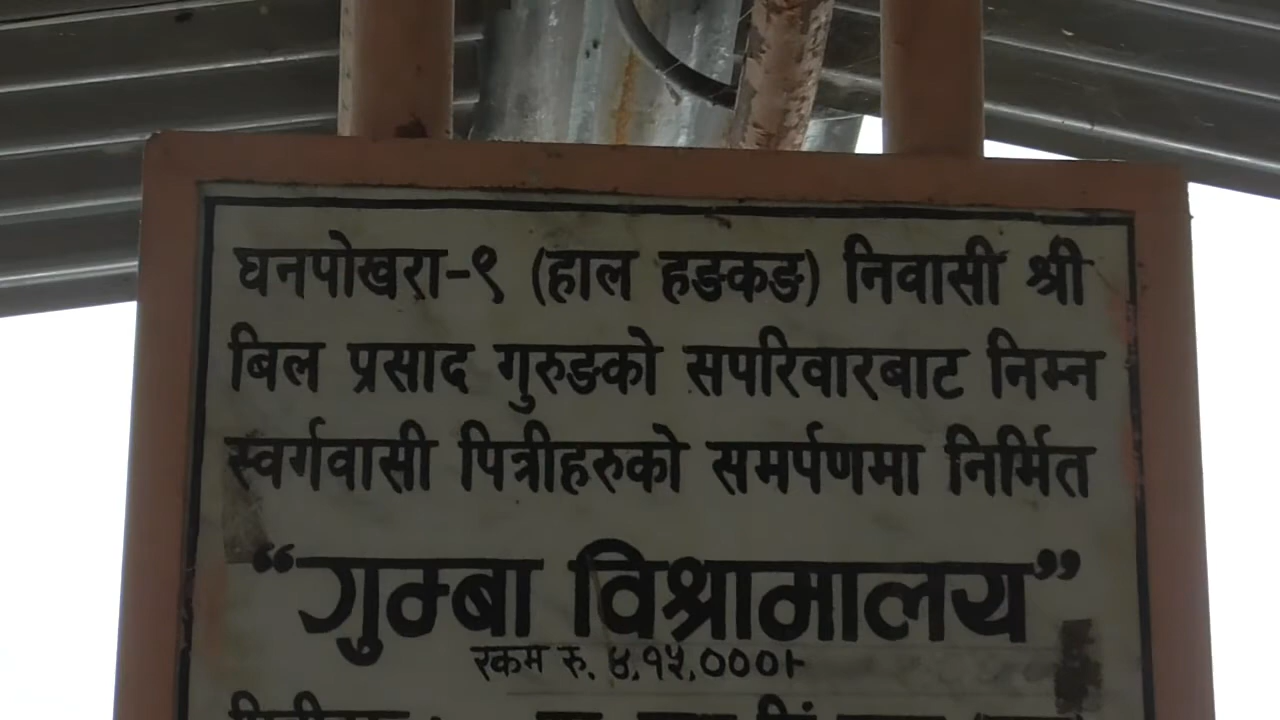 घनपोखरा-९ (हाल हङकङ) निवासी श्री
बिल प्रसाद गुरुङको सपरिवारबाट निम्न
स्वर्गवासी पित्रीहरुको समर्पणमा निर्मित
“गुम्बा विश्रामालय”
रकम रु. ४,१५,०००।-